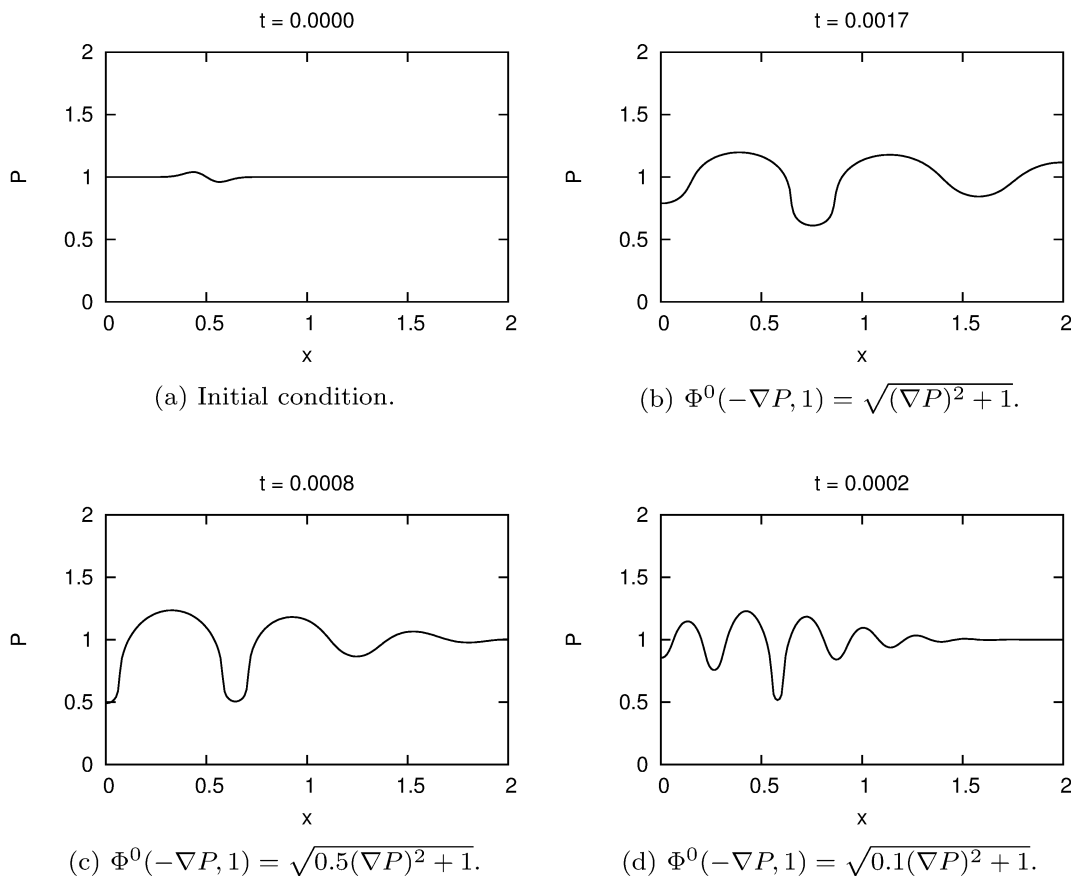 t = 0.0000
2
1.5
1
0.5
0
P
0 0.5 1 1.5 2
x
(a) Initial condition.
t = 0.0017
2
1.5
1
0.5
0
P
0 0.5 1 1.5 2
x
(b) Φ⁰(−∇P, 1) = √(∇P)² + 1.
t = 0.0008
2
1.5
1
0.5
0
P
0 0.5 1 1.5 2
x
(c) Φ⁰(−∇P, 1) = √0.5(∇P)² + 1.
t = 0.0002
2
1.5
1
0.5
0
P
0 0.5 1 1.5 2
x
(d) Φ⁰(−∇P, 1) = √0.1(∇P)² + 1.